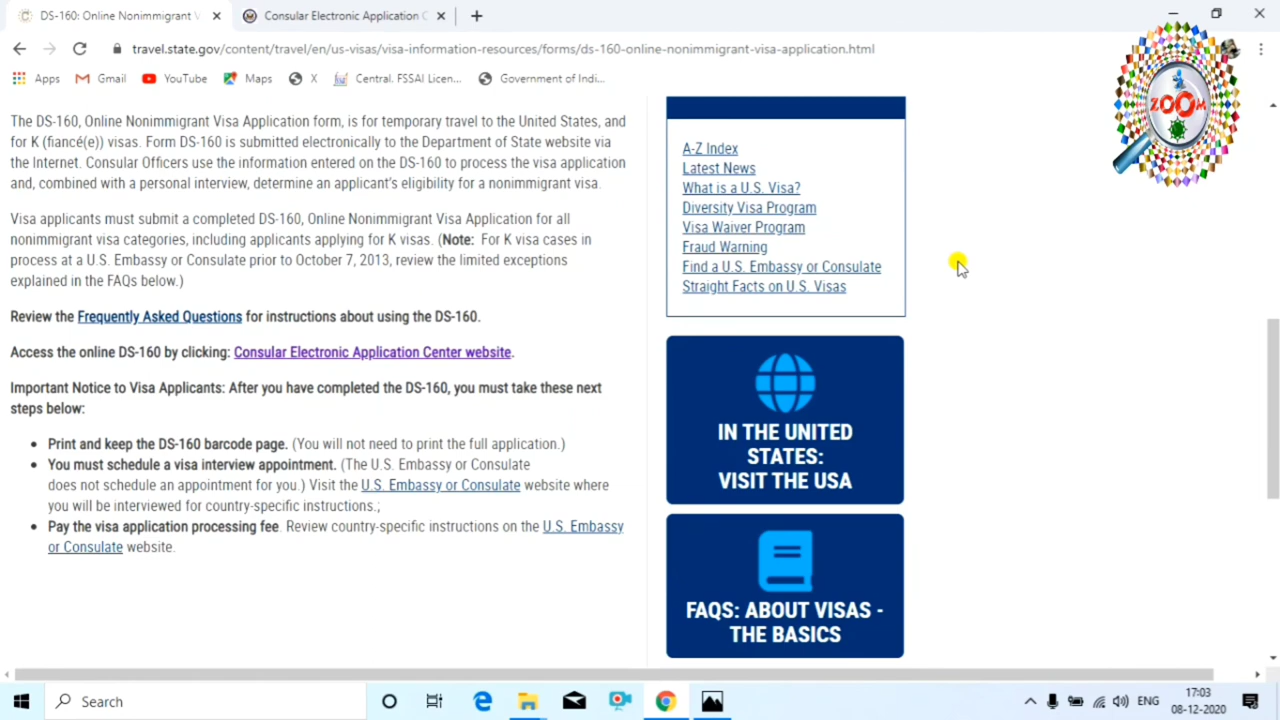 DS-160: Online Nonimmigrant V
Consular Electronic Application C
travel.state.gov/content/travel/en/us-visas/visa-information-resources/forms/ds-160-online-nonimmigrant-visa-application.html
Apps Gmail YouTube Maps X Central. FSSAI Licen... Government of Indi...
ZOOM
The DS-160, Online Nonimmigrant Visa Application form, is for temporary travel to the United States, and
for K (fiancé(e)) visas. Form DS-160 is submitted electronically to the Department of State website via
the Internet. Consular Officers use the information entered on the DS-160 to process the visa application
and, combined with a personal interview, determine an applicant's eligibility for a nonimmigrant visa.
Visa applicants must submit a completed DS-160, Online Nonimmigrant Visa Application for all
nonimmigrant visa categories, including applicants applying for K visas. (Note: For K visa cases in
process at a U.S. Embassy or Consulate prior to October 7, 2013, review the limited exceptions
explained in the FAQs below.)
Review the Frequently Asked Questions for instructions about using the DS-160.
Access the online DS-160 by clicking: Consular Electronic Application Center website.
Important Notice to Visa Applicants: After you have completed the DS-160, you must take these next
steps below:
• Print and keep the DS-160 barcode page. (You will not need to print the full application.)
• You must schedule a visa interview appointment. (The U.S. Embassy or Consulate
does not schedule an appointment for you.) Visit the U.S. Embassy or Consulate website where
you will be interviewed for country-specific instructions.;
• Pay the visa application processing fee. Review country-specific instructions on the U.S. Embassy
or Consulate website.
A-Z Index
Latest News
What is a U.S. Visa?
Diversity Visa Program
Visa Waiver Program
Fraud Warning
Find a U.S. Embassy or Consulate
Straight Facts on U.S. Visas
IN THE UNITED
STATES:
VISIT THE USA
FAQS: ABOUT VISAS -
THE BASICS
Search
ENG
17:03
08-12-2020